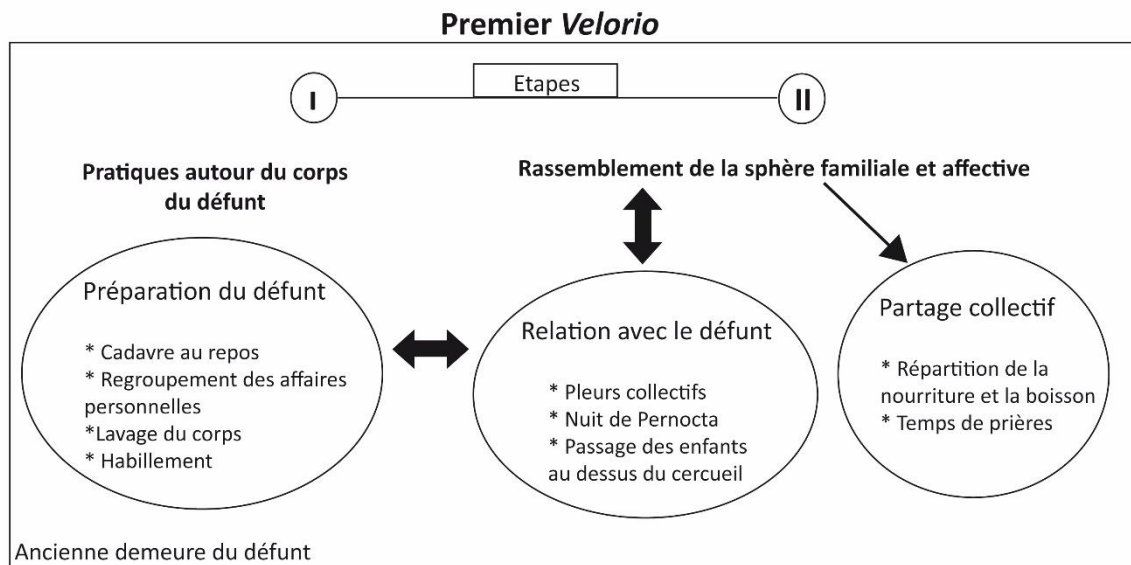 Premier Velorio
Etapes
I
II
Pratiques autour du corps
du défunt
Rassemblement de la sphère familiale et affective
Préparation du défunt
* Cadavre au repos
* Regroupement des affaires
personnelles
*Lavage du corps
* Habillement
Relation avec le défunt
* Pleurs collectifs
* Nuit de Pernocta
* Passage des enfants
au dessus du cercueil
Partage collectif
* Répartition de la
nourriture et la boisson
* Temps de prières
Ancienne demeure du défunt